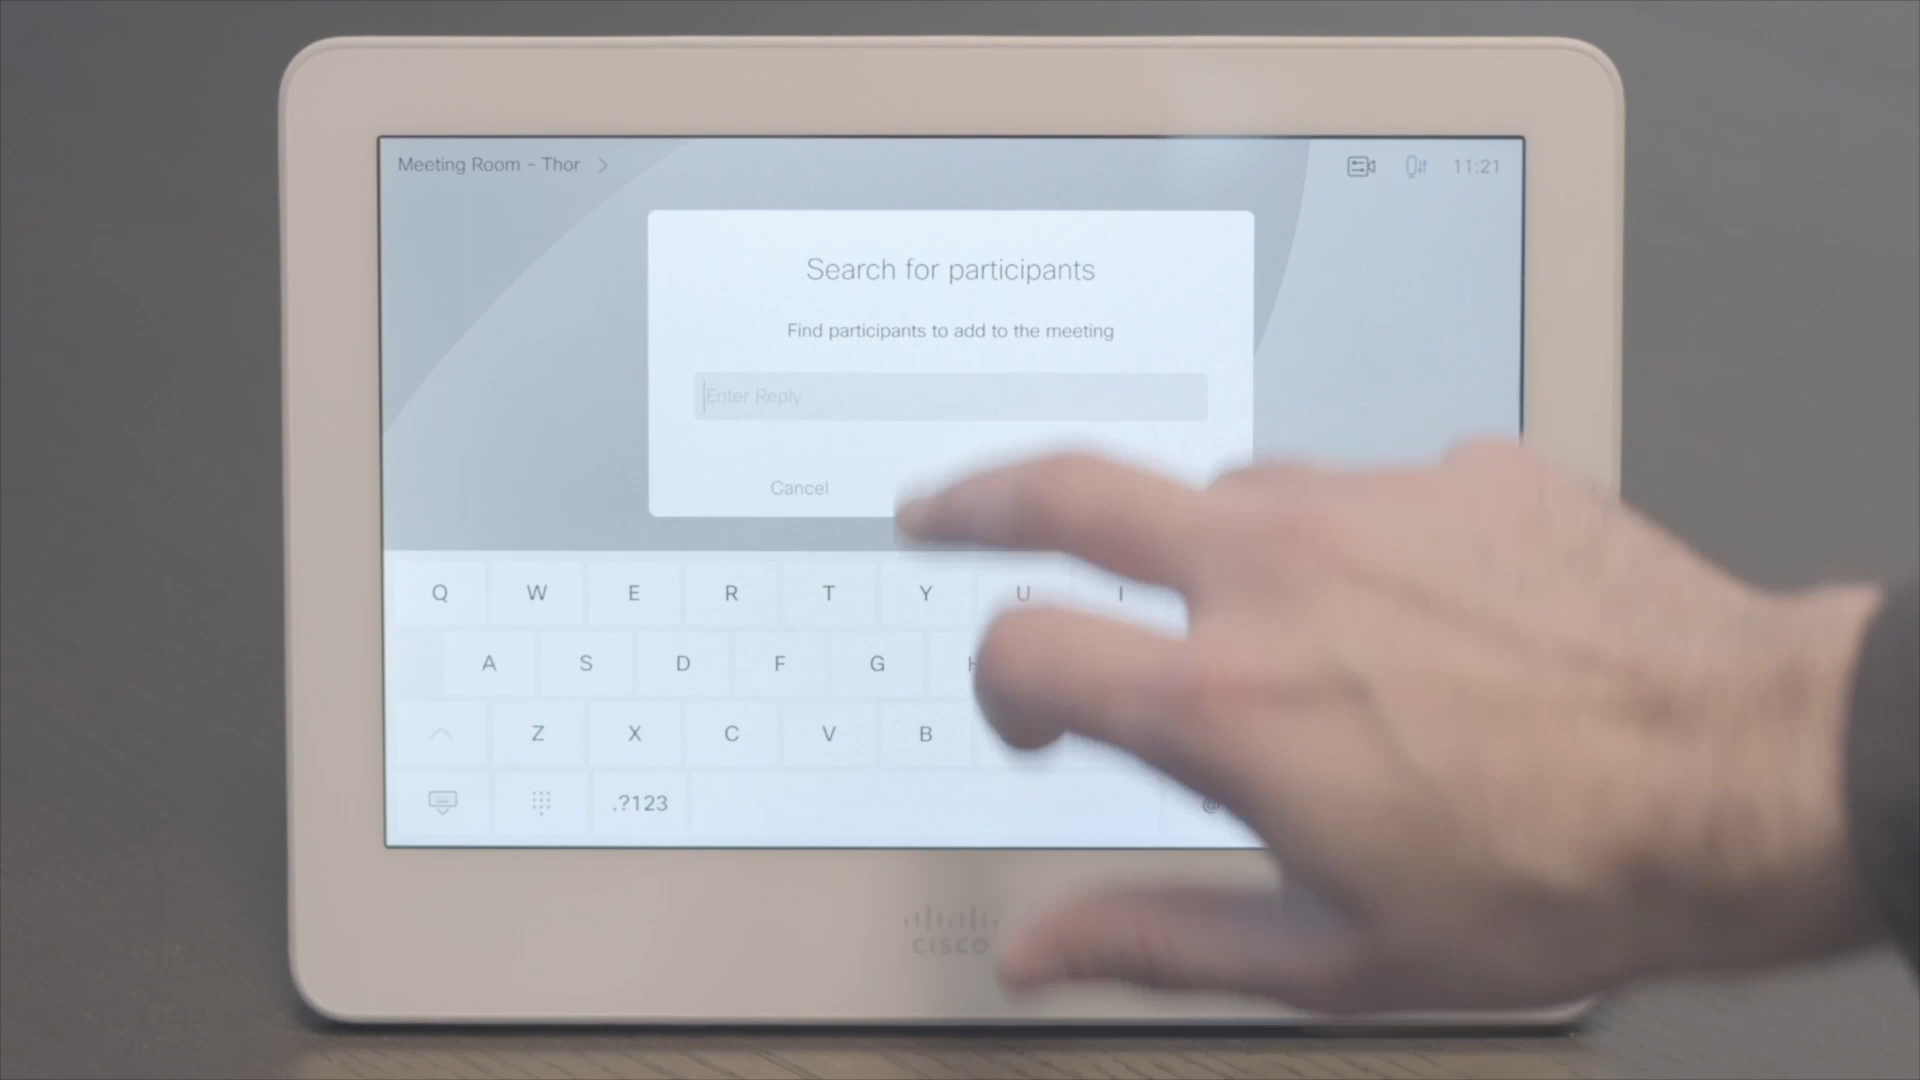 Meeting Room - Thor
11:21
Search for participants
Find participants to add to the meeting
Enter Reply
Cancel
Q W E R T Y U I
A S D F G H
Z X C V B
.?123 @
CISCO